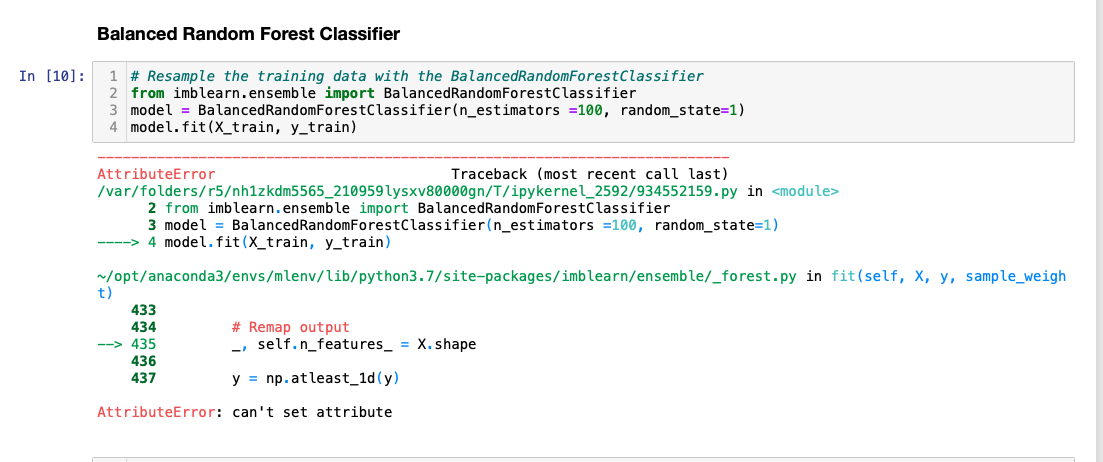 Balanced Random Forest Classifier
In [10]:
1 # Resample the training data with the BalancedRandomForestClassifier
2 from imblearn.ensemble import BalancedRandomForestClassifier
3 model = BalancedRandomForestClassifier(n_estimators =100, random_state=1)
4 model.fit(X_train, y_train)
---------------------------------------------------------------------------
AttributeError                            Traceback (most recent call last)
/var/folders/r5/nh1zkdm5565_210959lysxv80000gn/T/ipykernel_2592/934552159.py in <module>
      2 from imblearn.ensemble import BalancedRandomForestClassifier
      3 model = BalancedRandomForestClassifier(n_estimators =100, random_state=1)
----> 4 model.fit(X_train, y_train)
~/opt/anaconda3/envs/mlenv/lib/python3.7/site-packages/imblearn/ensemble/_forest.py in fit(self, X, y, sample_weigh
t)
    433
    434         # Remap output
--> 435         _, self.n_features_ = X.shape
    436
    437         y = np.atleast_1d(y)
AttributeError: can't set attribute